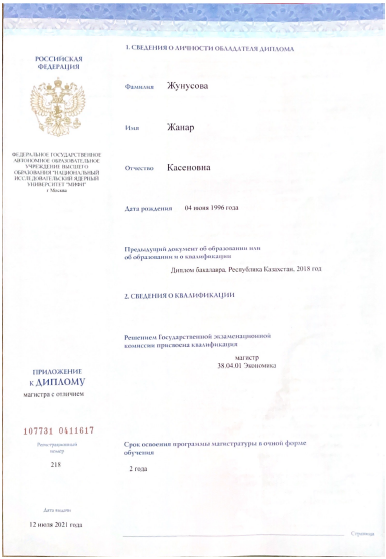 РОССИЙСКАЯ
ФЕДЕРАЦИЯ
ФЕДЕРАЛЬНОЕ ГОСУДАРСТВЕННОЕ
АВТОНОМНОЕ ОБРАЗОВАТЕЛЬНОЕ
УЧРЕЖДЕНИЕ ВЫСШЕГО
ОБРАЗОВАНИЯ "НАЦИОНАЛЬНЫЙ
ИССЛЕДОВАТЕЛЬСКИЙ ЯДЕРНЫЙ
УНИВЕРСИТЕТ "МИФИ"
г Москва
ПРИЛОЖЕНИЕ
к ДИПЛОМУ
магистра с отличием
107731 0411617
Регистрационный
номер
218
Дата выдачи
12 июля 2021 года
1. СВЕДЕНИЯ О ЛИЧНОСТИ ОБЛАДАТЕЛЯ ДИПЛОМА
Фамилия Жунусова
Имя Жанар
Отчество Касеновна
Дата рождения 04 июня 1996 года
Предыдущий документ об образовании или
об образовании и о квалификации
Диплом бакалавра, Республика Казахстан, 2018 год
2. СВЕДЕНИЯ О КВАЛИФИКАЦИИ
Решением Государственной экзаменационной
комиссии присвоена квалификация
магистр
38.04.01 Экономика
Срок освоения программы магистратуры в очной форме
обучения
2 года
Страница